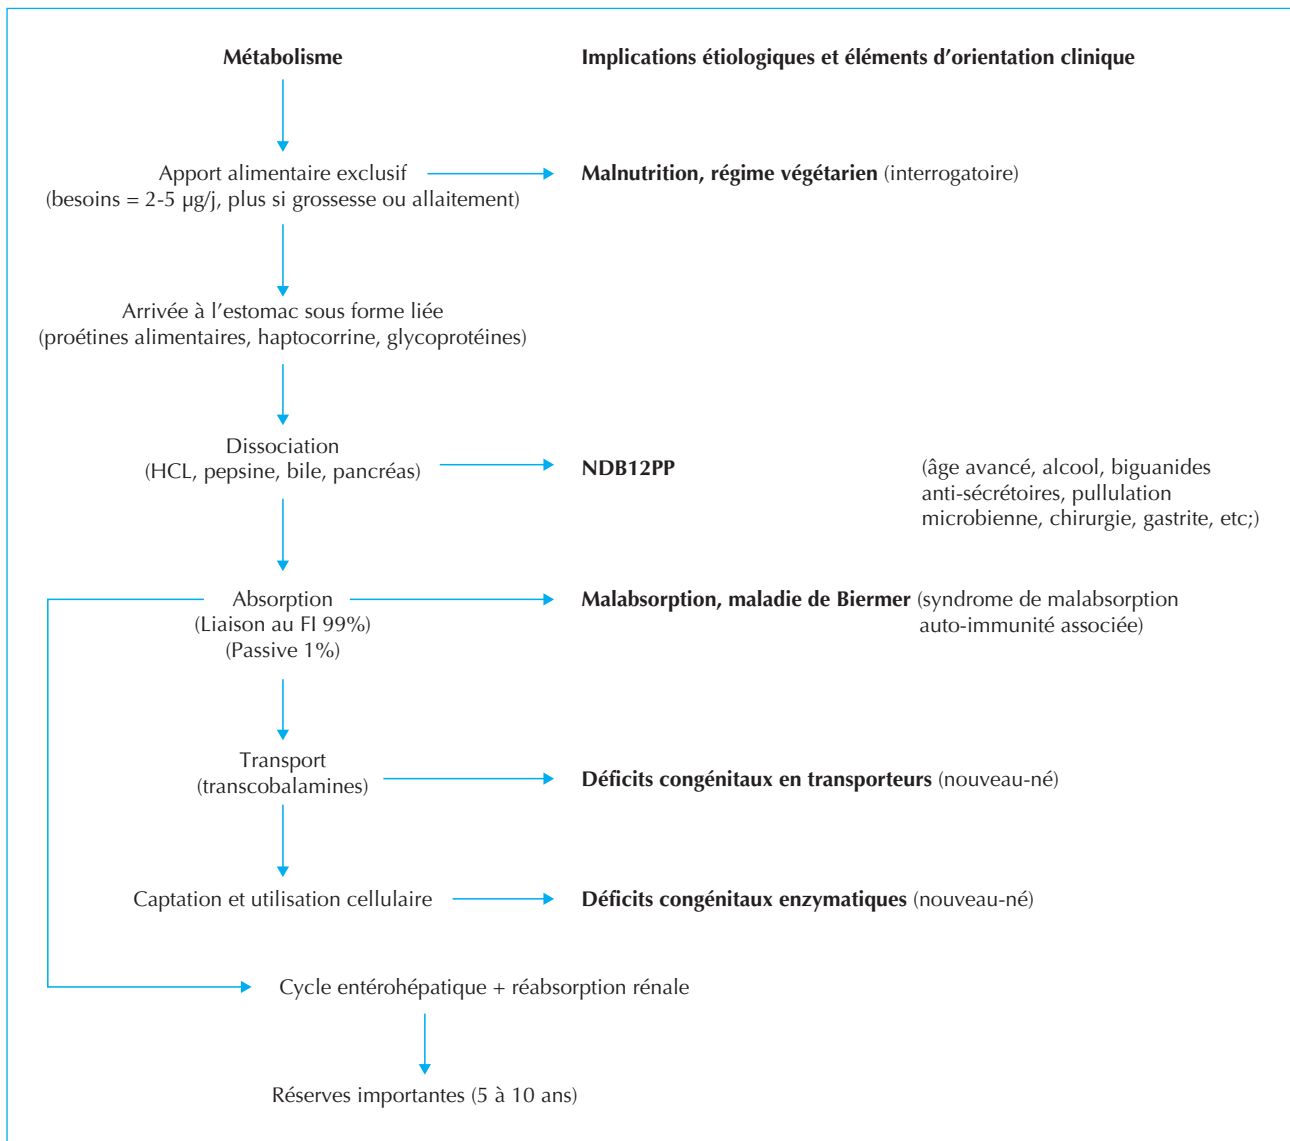 Métabolisme
Implications étiologiques et éléments d’orientation clinique
Apport alimentaire exclusif
(besoins = 2-5 µg/j, plus si grossesse ou allaitement)
Malnutrition, régime végétarien (interrogatoire)
Arrivée à l’estomac sous forme liée
(proétines alimentaires, haptocorrine, glycoprotéines)
Dissociation
(HCL, pepsine, bile, pancréas)
NDB12PP
(âge avancé, alcool, biguanides
anti-sécrétoires, pullulation
microbienne, chirurgie, gastrite, etc;)
Absorption
(Liaison au FI 99%)
(Passive 1%)
Malabsorption, maladie de Biermer (syndrome de malabsorption
auto-immunité associée)
Transport
(transcobalamines)
Déficits congénitaux en transporteurs (nouveau-né)
Captation et utilisation cellulaire
Déficits congénitaux enzymatiques (nouveau-né)
Cycle entérohépatique + réabsorption rénale
Réserves importantes (5 à 10 ans)